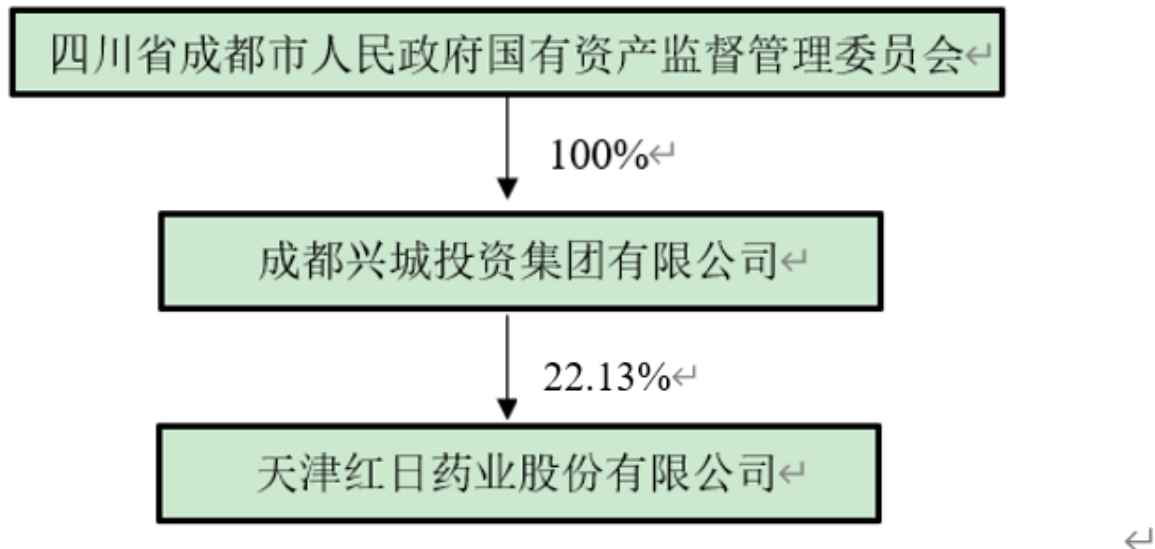 四川省成都市人民政府国有资产监督管理委员会
100%
成都兴城投资集团有限公司
22.13%
天津红日药业股份有限公司